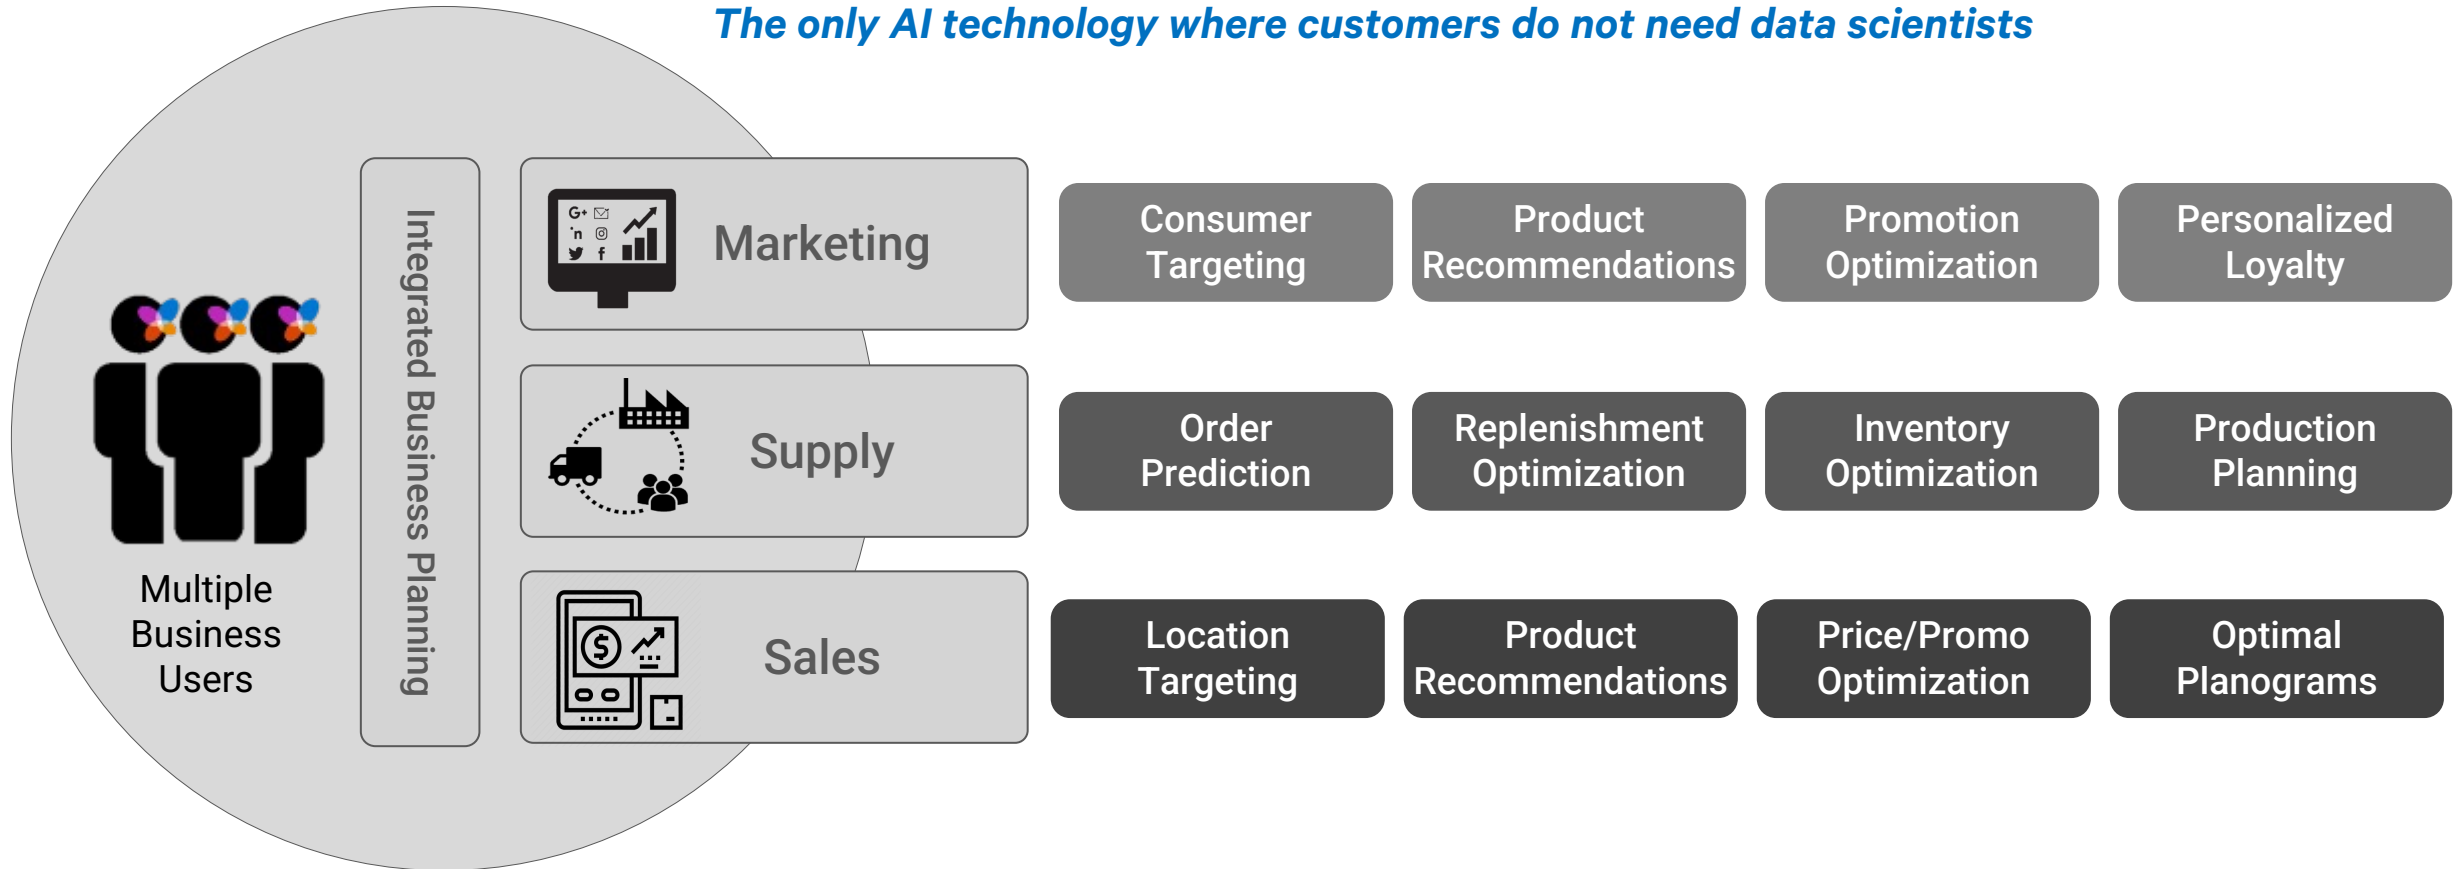 The only AI technology where customers do not need data scientists
Multiple
Business
Users
Integrated Business Planning
Marketing
G+
in
f
Consumer
Targeting
Product
Recommendations
Promotion
Optimization
Personalized
Loyalty
Supply
Order
Prediction
Replenishment
Optimization
Inventory
Optimization
Production
Planning
Sales
$
Location
Targeting
Product
Recommendations
Price/Promo
Optimization
Optimal
Planograms